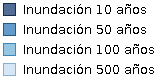 Inundación 10 años
Inundación 50 años
Inundación 100 años
Inundación 500 años